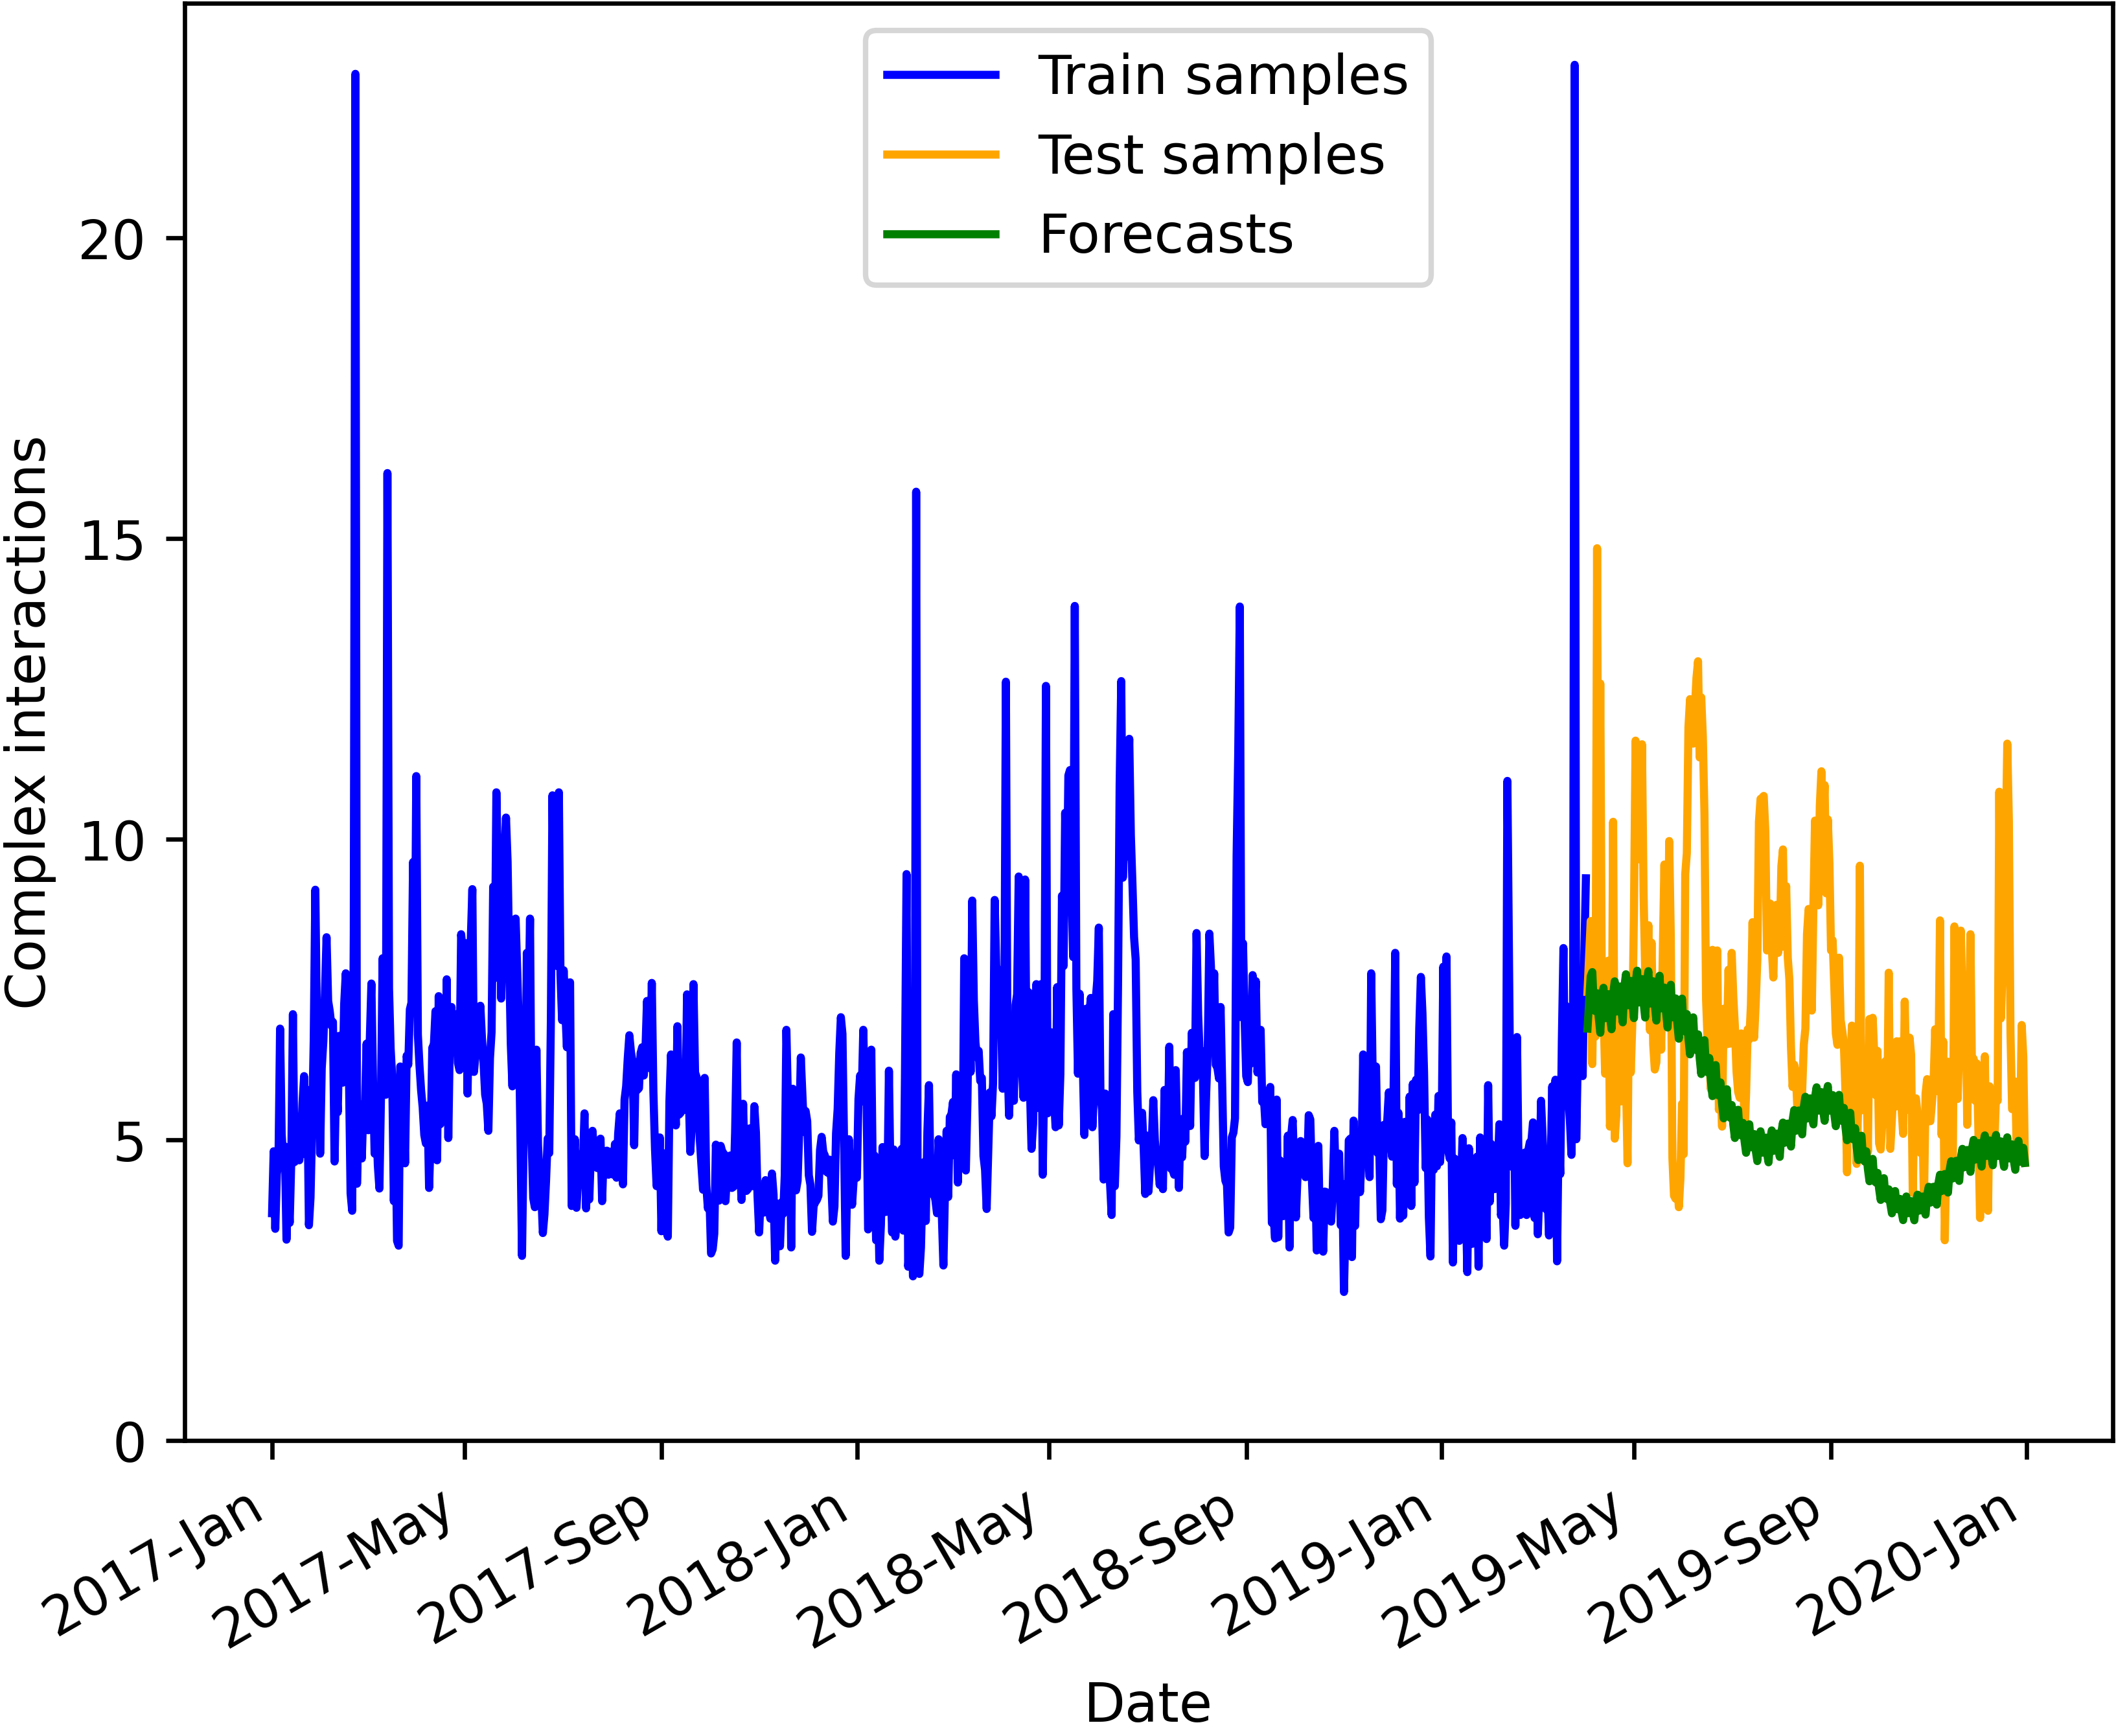 Train samples
Test samples
Forecasts
Complex interactions
20
15
10
5
0
2017-Jan
2017-May
2017-Sep
2018-Jan
2018-May
2018-Sep
2019-Jan
2019-May
2019-Sep
2020-Jan
Date